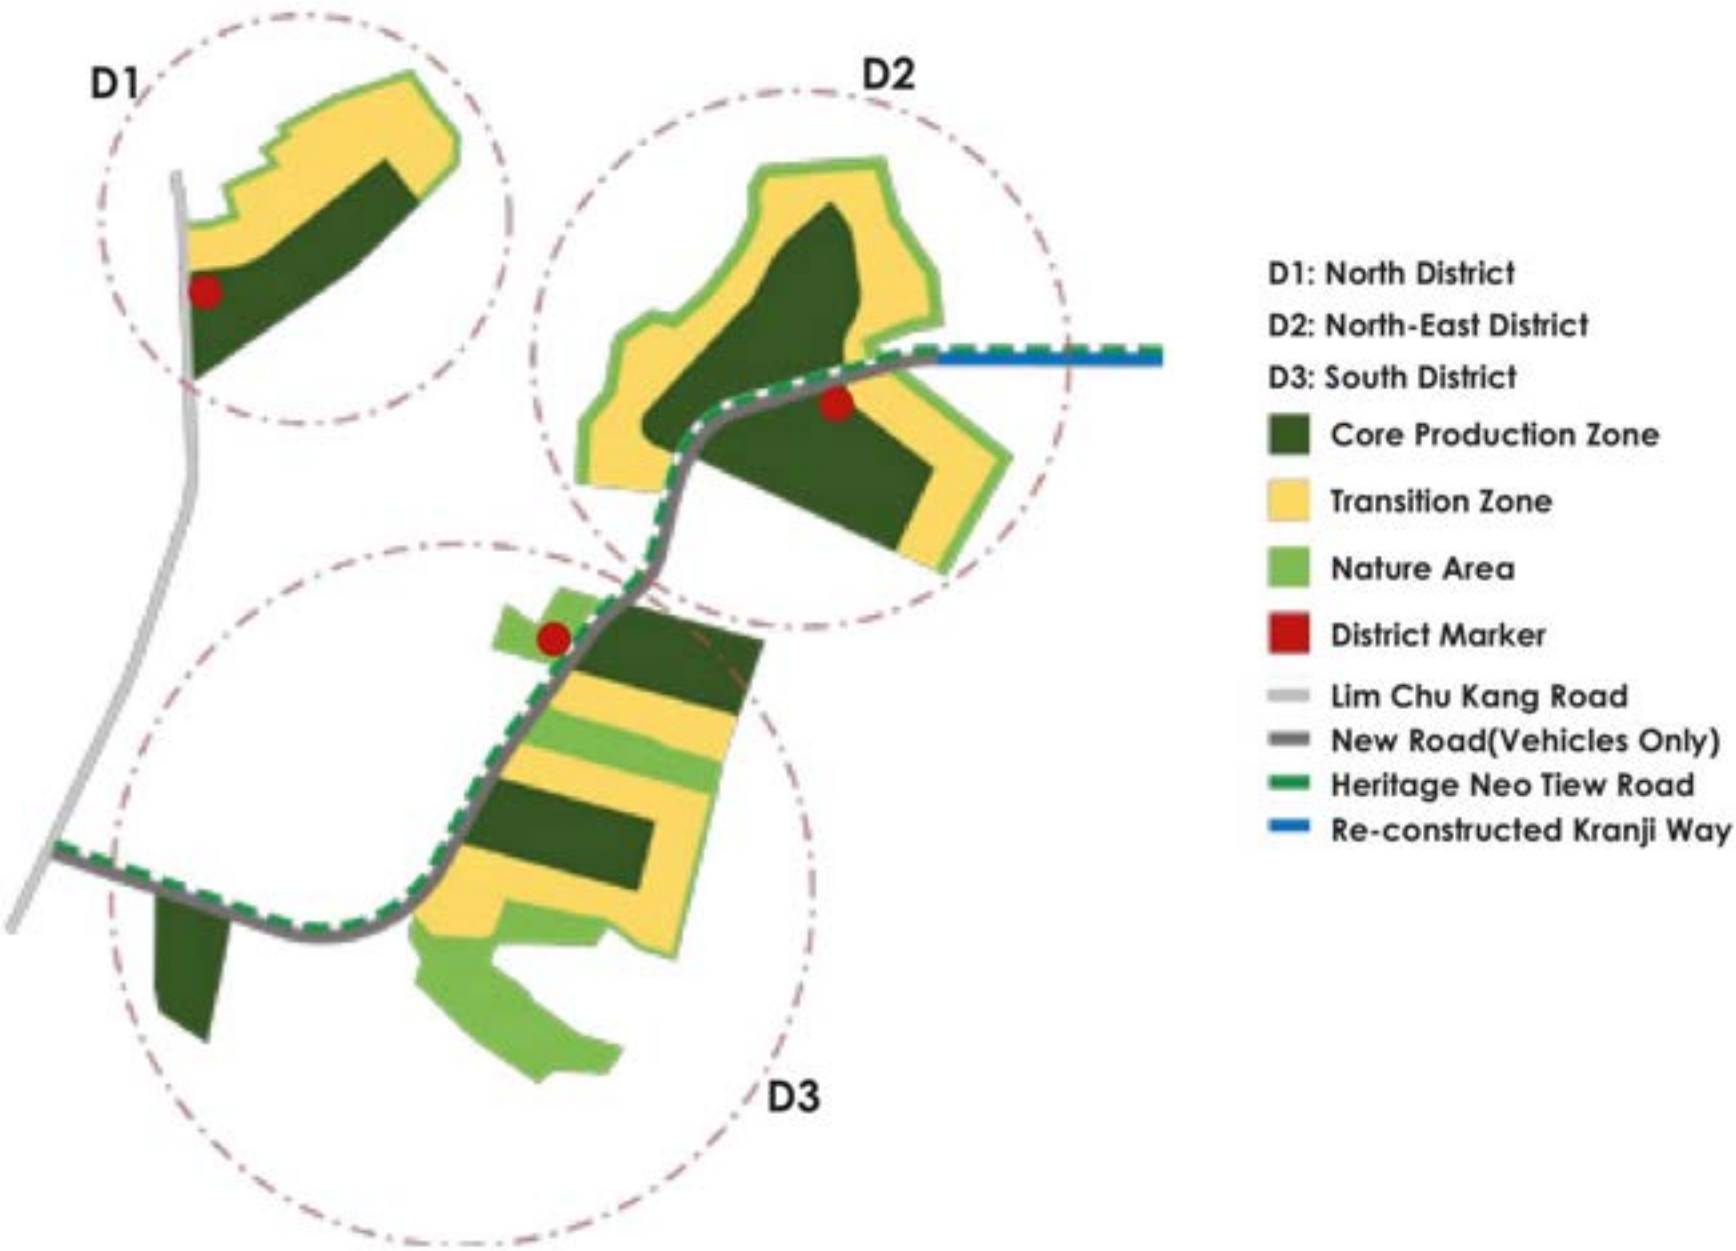 D1
D2
D3
D1: North District
D2: North-East District
D3: South District
Core Production Zone
Transition Zone
Nature Area
District Marker
Lim Chu Kang Road
New Road(Vehicles Only)
Heritage Neo Tiew Road
Re-constructed Kranji Way